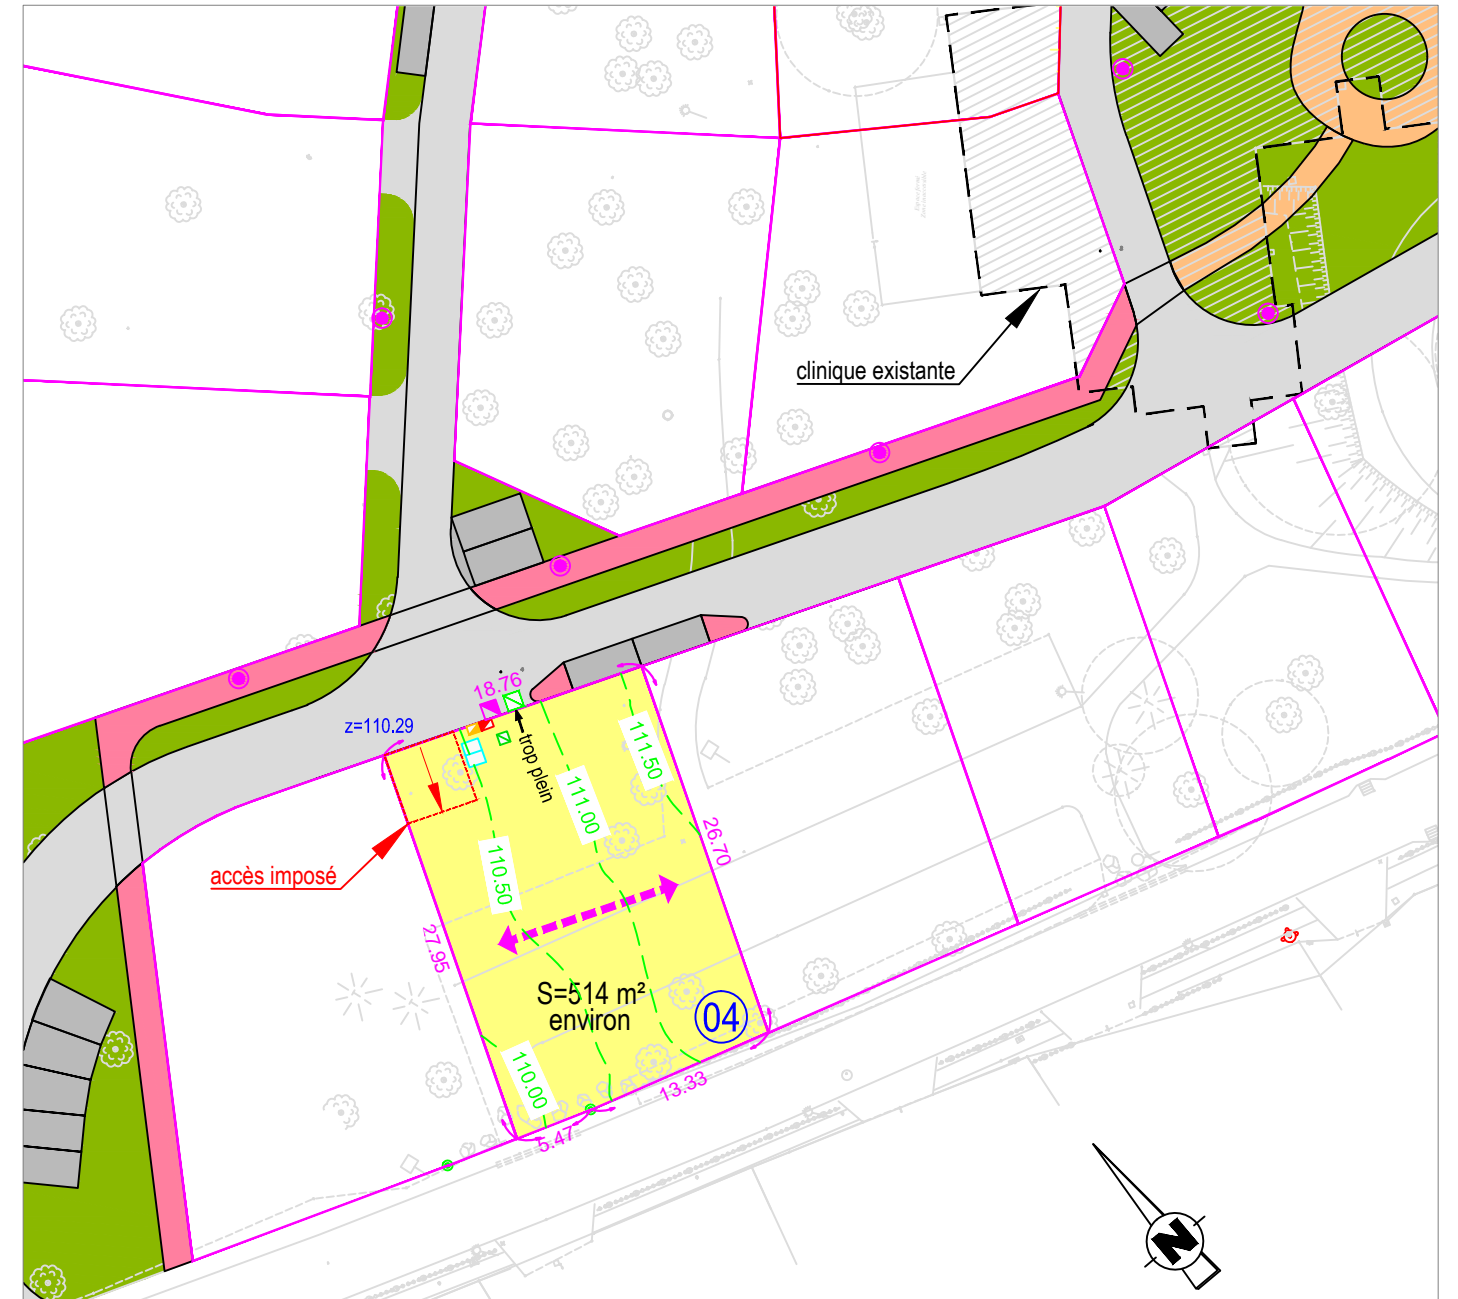 clinique existante
18.76
z=110.29
trop plein
111.50
111.00
26.70
110.50
accès imposé
27.95
S=514 m²
environ
04
110.00
13.33
5.47
N